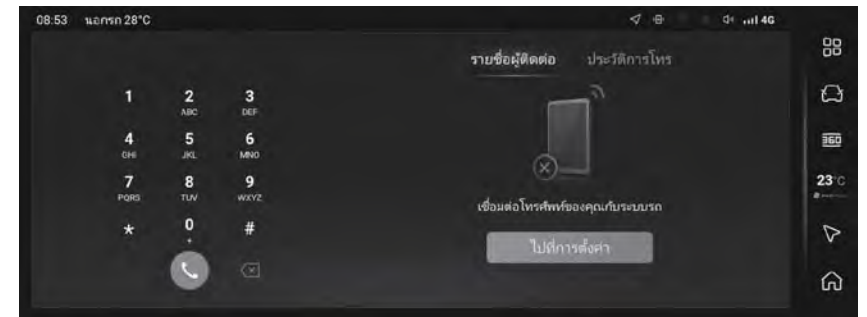 08:53 นอกรถ 28°C 4G
รายชื่อผู้ติดต่อ ประวัติการโทร
1 2 3
ABC DEF
4 5 6
GHI JKL MNO
7 8 9
PQRS TUV WXYZ
* 0 #
+
เชื่อมต่อโทรศัพท์ของคุณกับระบบรถ
ไปที่การตั้งค่า
360
23°C